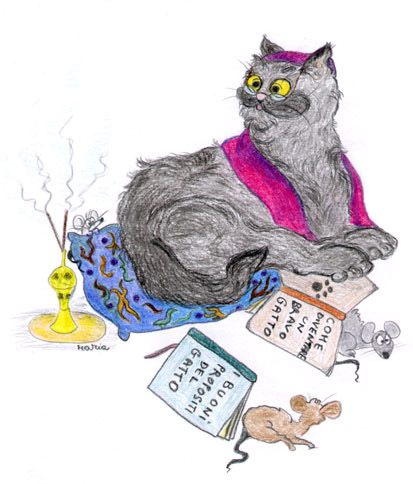 COME
DIVENTARE
UN
BRAVO
GATTO
MARIA
I BUONI
PROPOSITI
DEL
GATTO